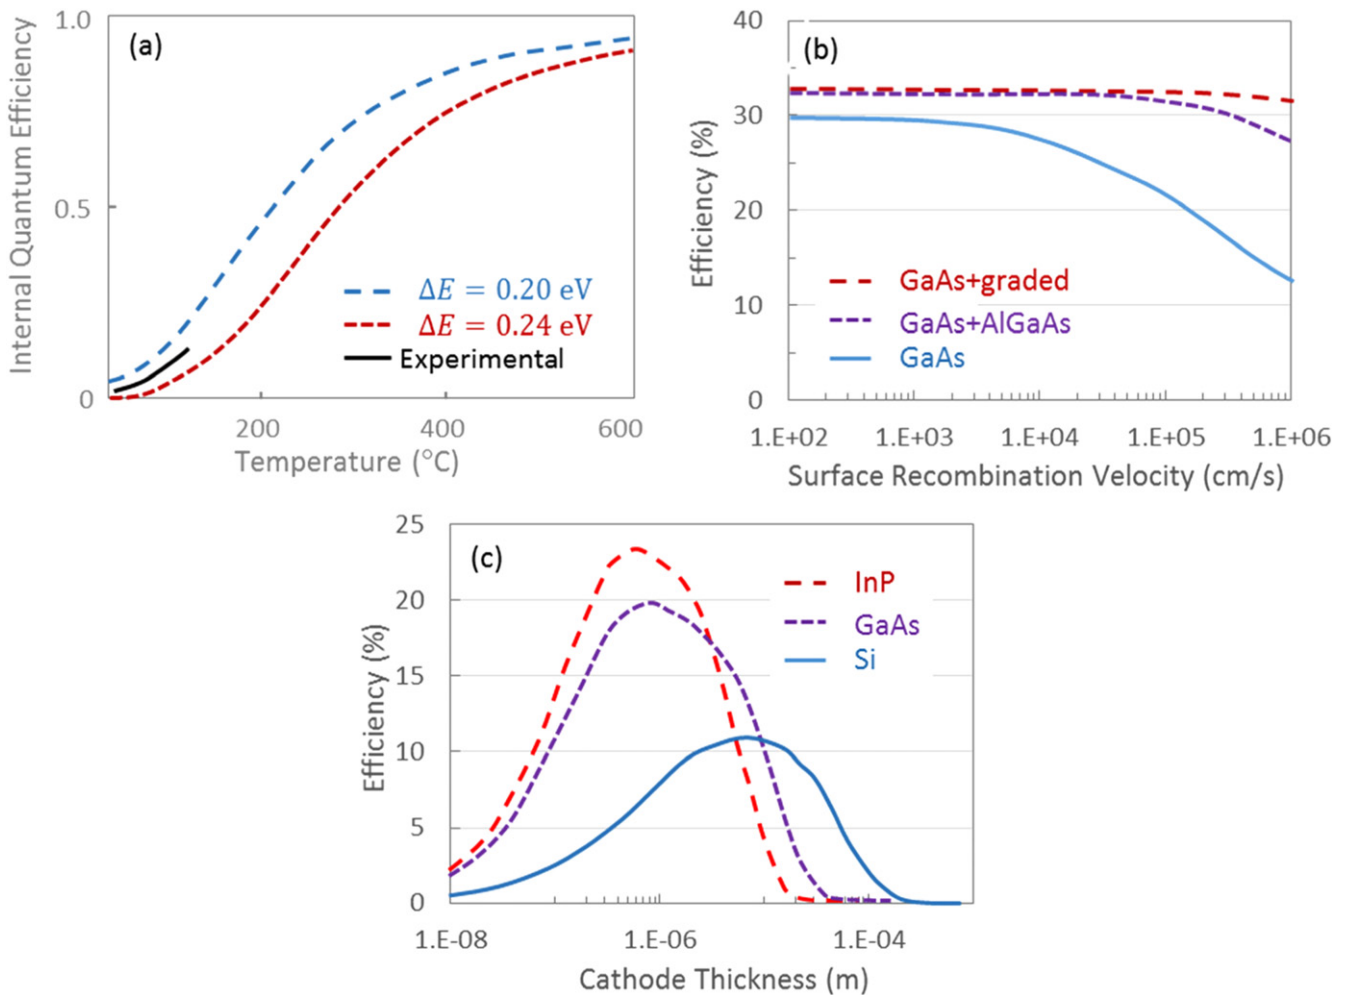 (a)
1.0
0.5
0
Internal Quantum Efficiency
ΔE = 0.20 eV
ΔE = 0.24 eV
Experimental
200 400 600
Temperature (°C)
(b)
40
30
20
10
0
Efficiency (%)
GaAs+graded
GaAs+AlGaAs
GaAs
1.E+02 1.E+03 1.E+04 1.E+05 1.E+06
Surface Recombination Velocity (cm/s)
(c)
25
20
15
10
5
0
Efficiency (%)
InP
GaAs
Si
1.E-08 1.E-06 1.E-04
Cathode Thickness (m)